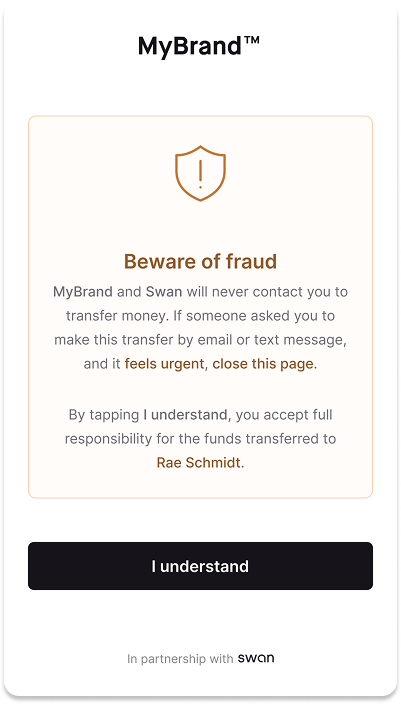 MyBrand™
Beware of fraud
MyBrand and Swan will never contact you to
transfer money. If someone asked you to
make this transfer by email or text message,
and it feels urgent, close this page.
By tapping I understand, you accept full
responsibility for the funds transferred to
Rae Schmidt.
I understand
In partnership with swan